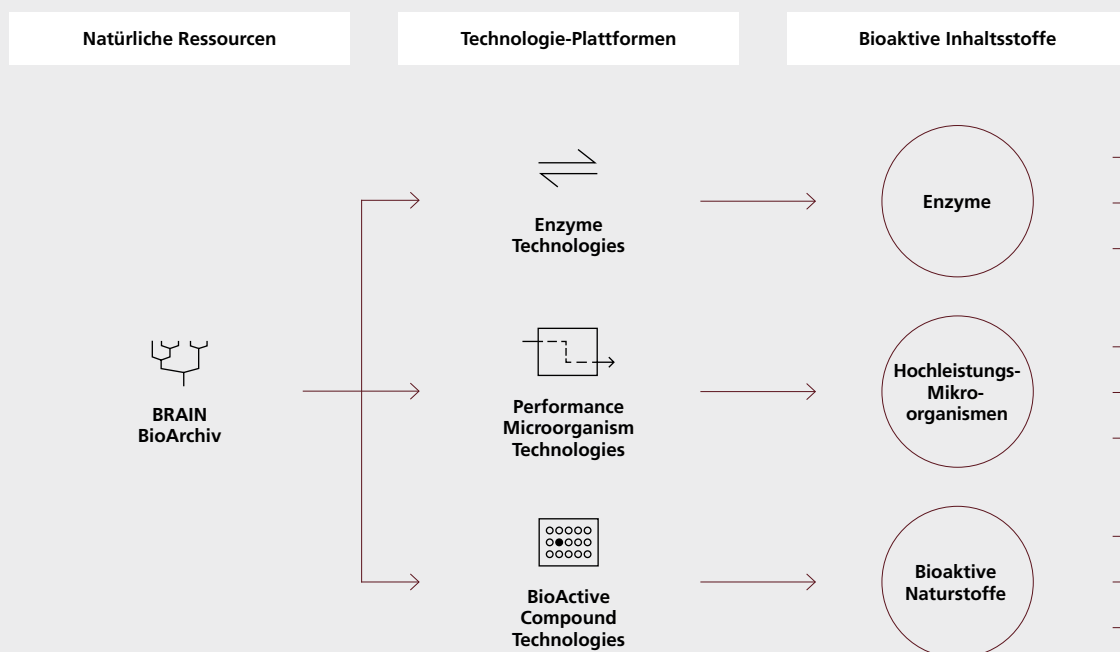 Natürliche Ressourcen
Technologie-Plattformen
Bioaktive Inhaltsstoffe
Enzyme
Technologies
Enzyme
BRAIN
BioArchiv
Performance
Microorganism
Technologies
Hochleistungs-
Mikro-
organismen
BioActive
Compound
Technologies
Bioaktive
Naturstoffe